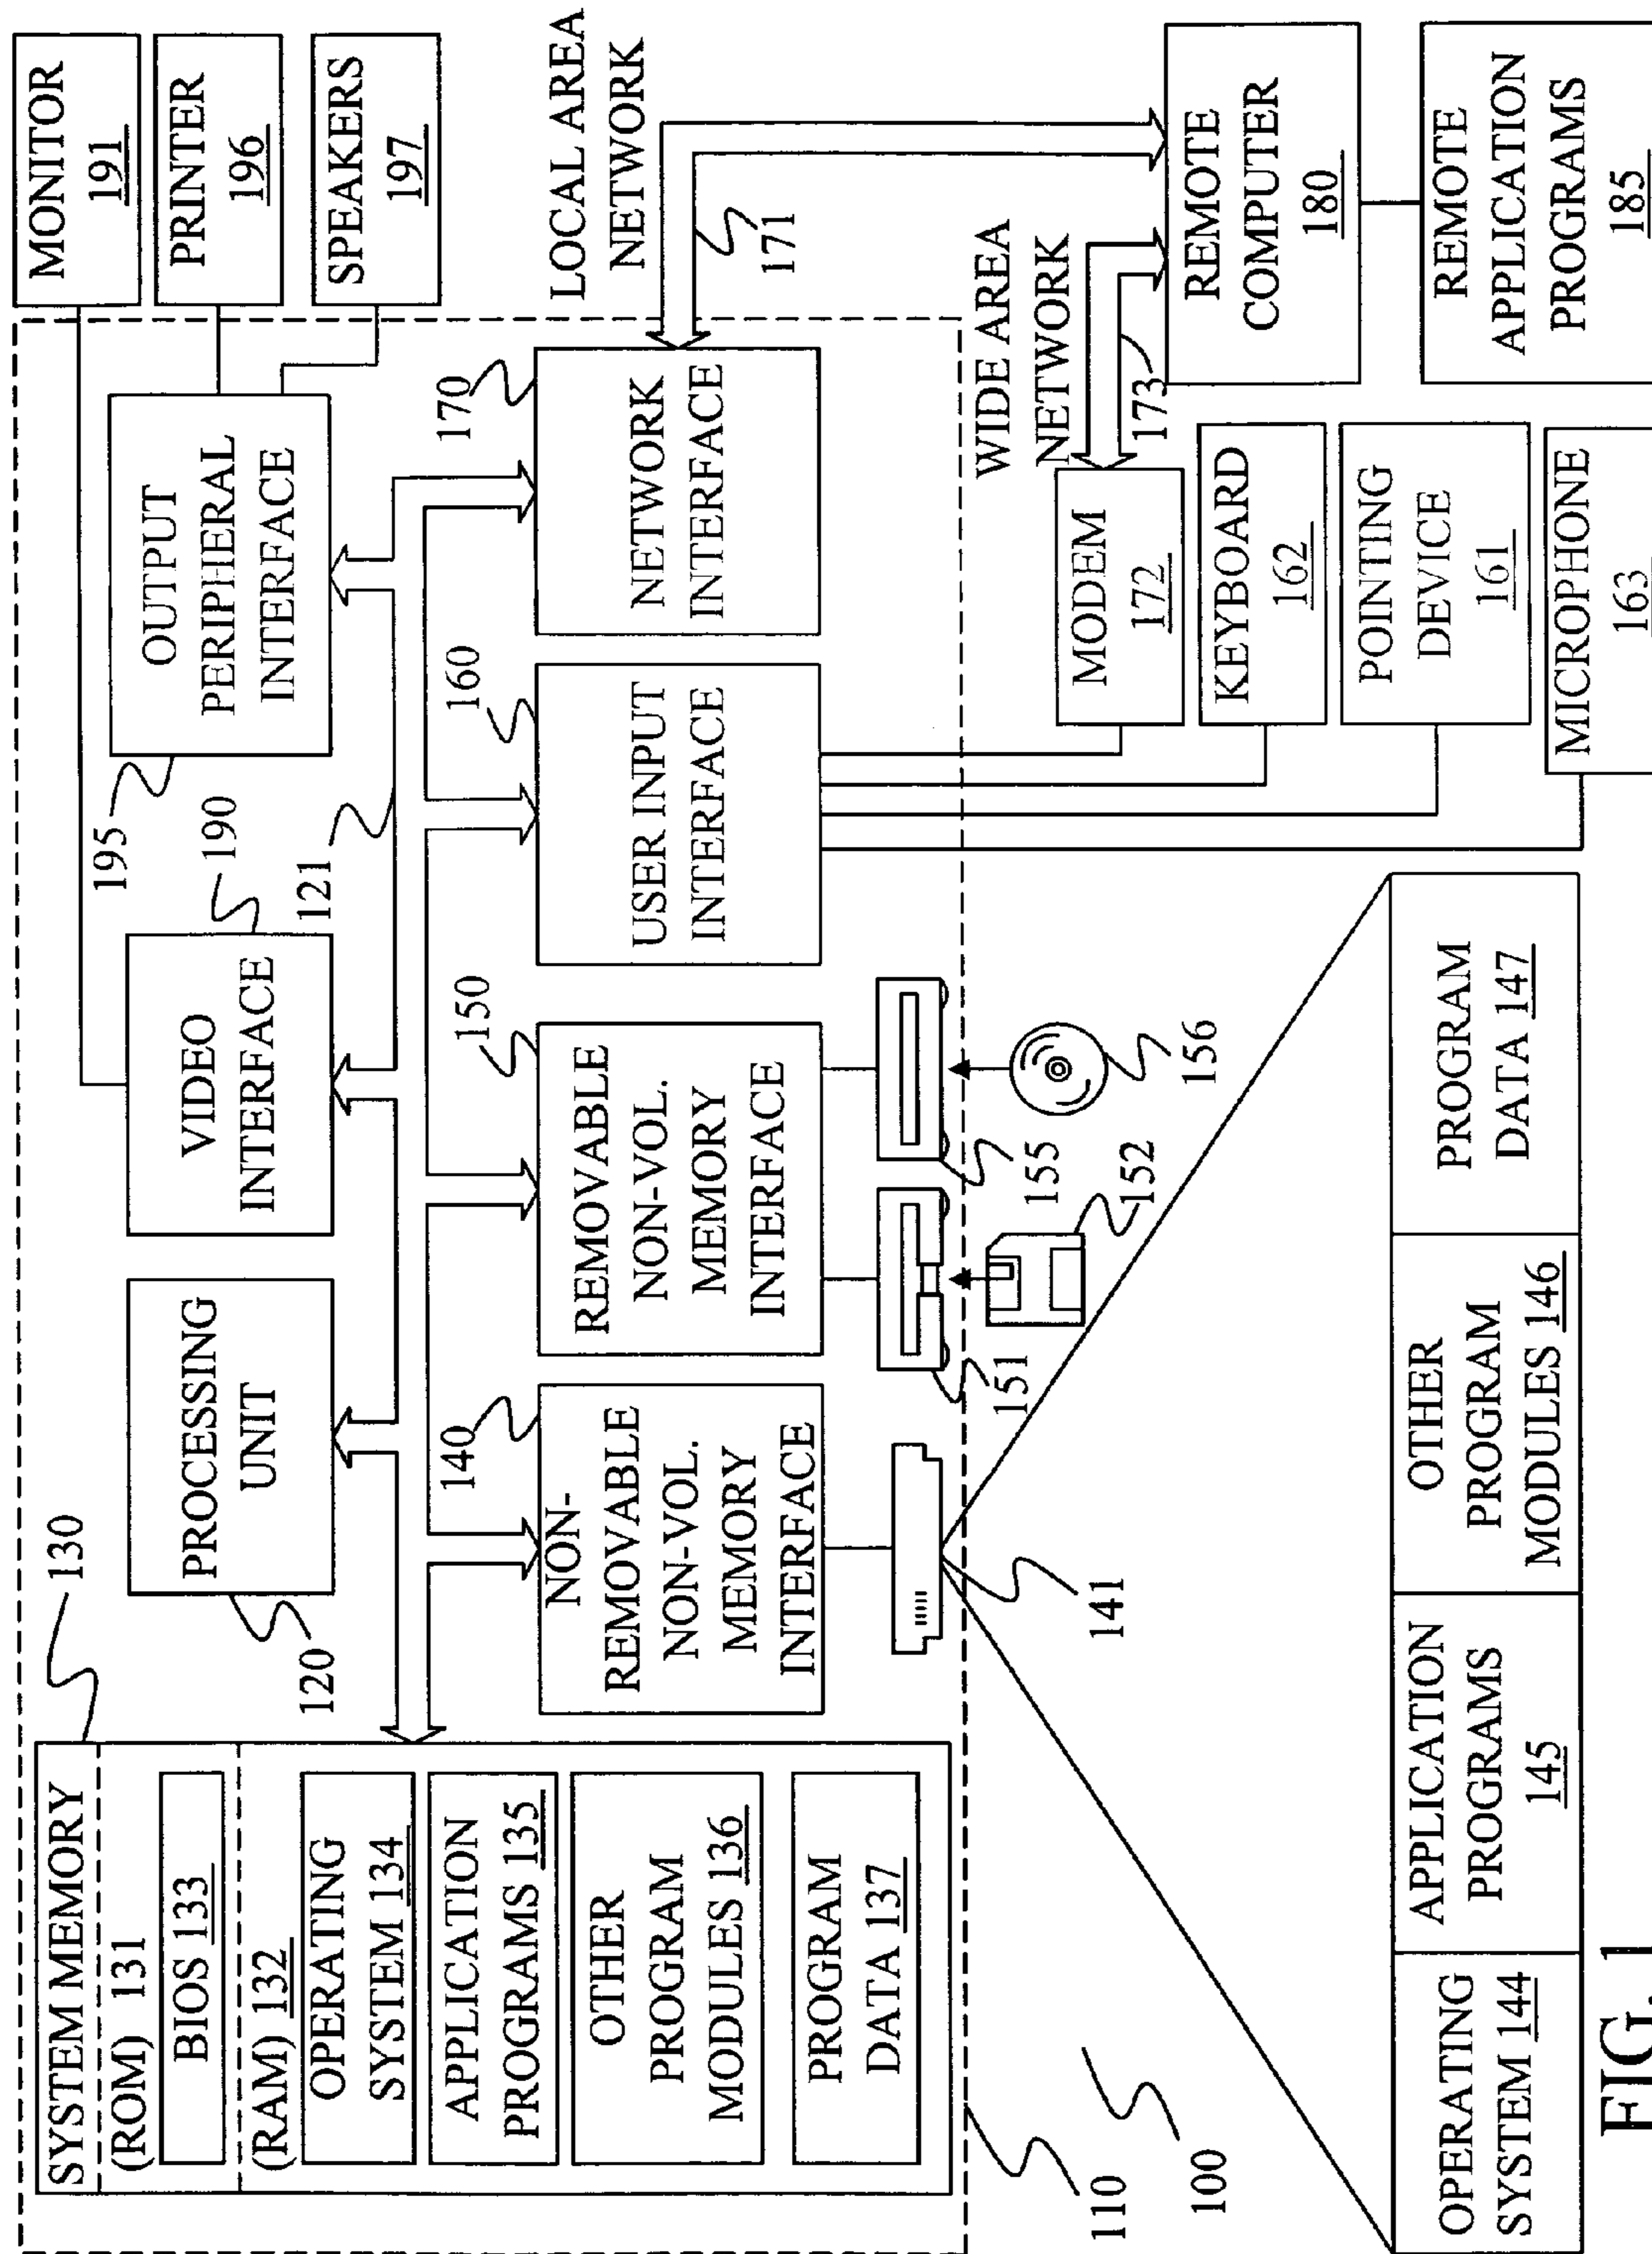 SYSTEM MEMORY
(ROM) 131
BIOS 133
(RAM) 132
OPERATING
SYSTEM 134
APPLICATION
PROGRAMS 135
OTHER
PROGRAM
MODULES 136
PROGRAM
DATA 137
130
120
PROCESSING
UNIT
VIDEO
INTERFACE
190
121
195
OUTPUT
PERIPHERAL
INTERFACE
MONITOR
191
PRINTER
196
SPEAKERS
197
140
NON-
REMOVABLE
NON-VOL.
MEMORY
INTERFACE
150
REMOVABLE
NON-VOL.
MEMORY
INTERFACE
160
USER INPUT
INTERFACE
170
NETWORK
INTERFACE
LOCAL AREA
NETWORK
171
WIDE AREA
NETWORK
173
141
151
155
152
156
MODEM
172
KEYBOARD
162
POINTING
DEVICE
161
MICROPHONE
163
REMOTE
COMPUTER
180
REMOTE
APPLICATION
PROGRAMS
185
110
100
OPERATING
SYSTEM 144
APPLICATION
PROGRAMS
145
OTHER
PROGRAM
MODULES 146
PROGRAM
DATA 147
FIG. 1